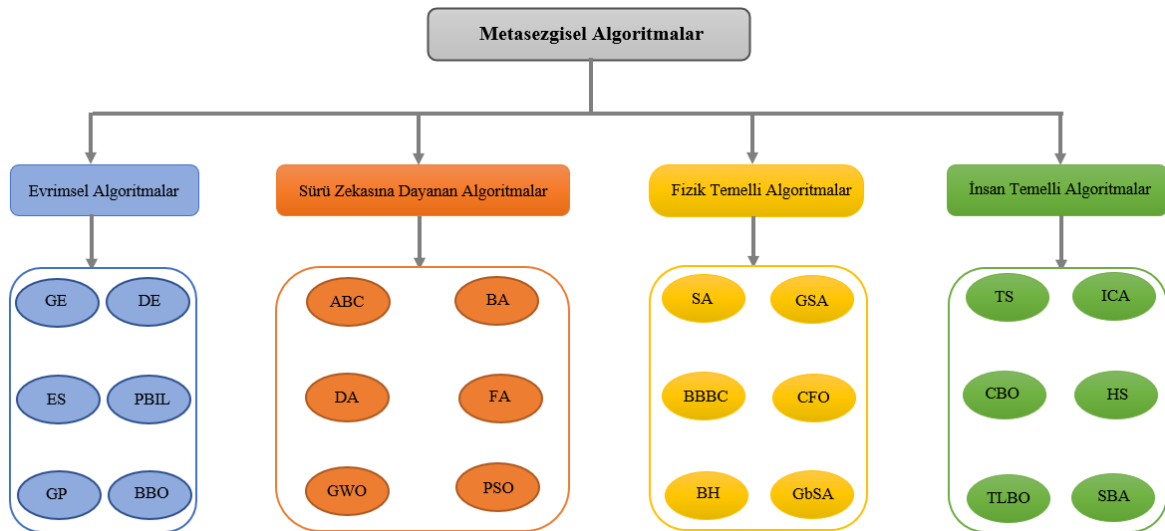 Metasezgisel Algoritmalar
Evrimsel Algoritmalar
Sürü Zekasına Dayanan Algoritmalar
Fizik Temelli Algoritmalar
İnsan Temelli Algoritmalar
GE
DE
ES
PBIL
GP
BBO
ABC
BA
DA
FA
GWO
PSO
SA
GSA
BBBC
CFO
BH
GbSA
TS
ICA
CBO
HS
TLBO
SBA